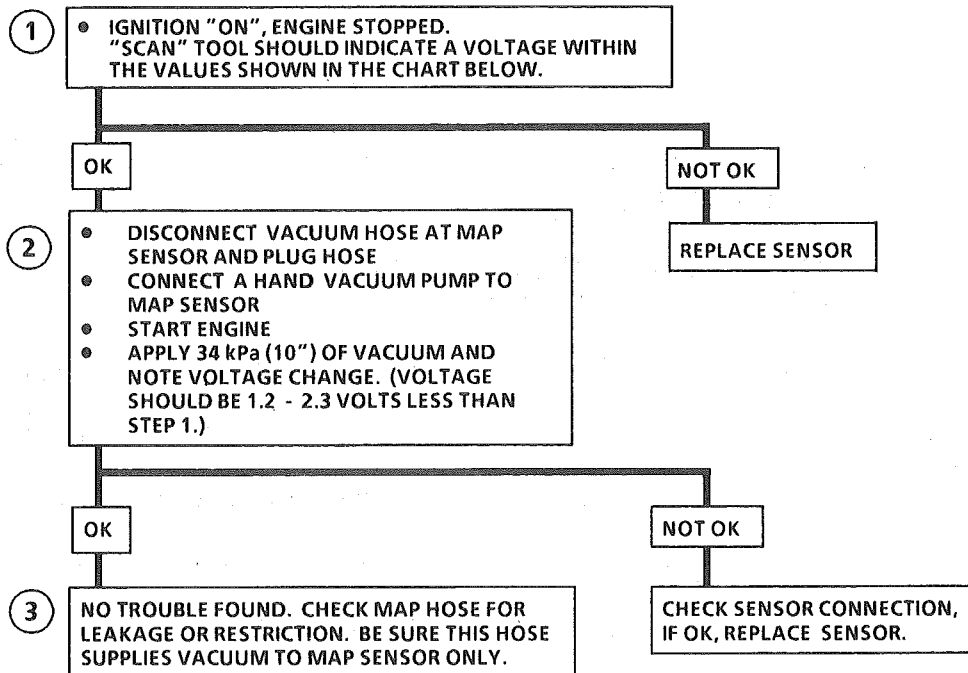 1
• IGNITION "ON", ENGINE STOPPED.
"SCAN" TOOL SHOULD INDICATE A VOLTAGE WITHIN
THE VALUES SHOWN IN THE CHART BELOW.
OK
NOT OK
REPLACE SENSOR
2
• DISCONNECT VACUUM HOSE AT MAP
SENSOR AND PLUG HOSE
• CONNECT A HAND VACUUM PUMP TO
MAP SENSOR
• START ENGINE
• APPLY 34 kPa (10") OF VACUUM AND
NOTE VOLTAGE CHANGE. (VOLTAGE
SHOULD BE 1.2 - 2.3 VOLTS LESS THAN
STEP 1.)
OK
NOT OK
3
NO TROUBLE FOUND. CHECK MAP HOSE FOR
LEAKAGE OR RESTRICTION. BE SURE THIS HOSE
SUPPLIES VACUUM TO MAP SENSOR ONLY.
CHECK SENSOR CONNECTION,
IF OK, REPLACE SENSOR.